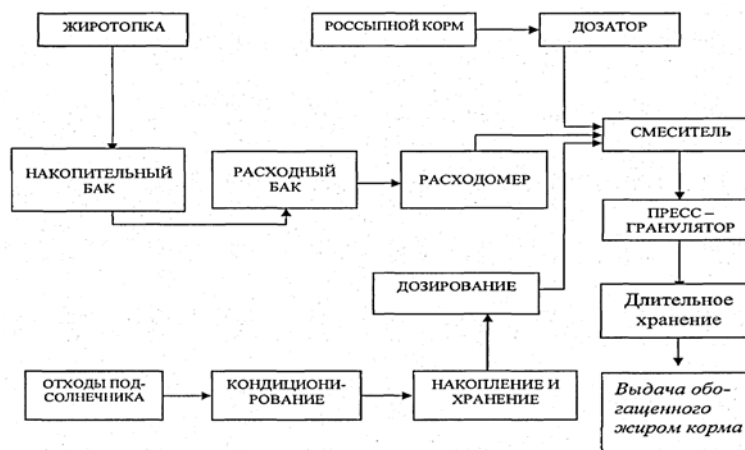 ЖИРОТОПКА
РОССЫПНОЙ КОРМ
ДОЗАТОР
СМЕСИТЕЛЬ
НАКОПИТЕЛЬНЫЙ
БАК
РАСХОДНЫЙ
БАК
РАСХОДОМЕР
ПРЕСС –
ГРАНУЛЯТОР
ДОЗИРОВАНИЕ
Длительное
хранение
ОТХОДЫ ПОД-
СОЛНЕЧНИКА
КОНДИЦИОНИ-
РОВАНИЕ
НАКОПЛЕНИЕ И
ХРАНЕНИЕ
Выдача обо-
гащенного
жиром корма